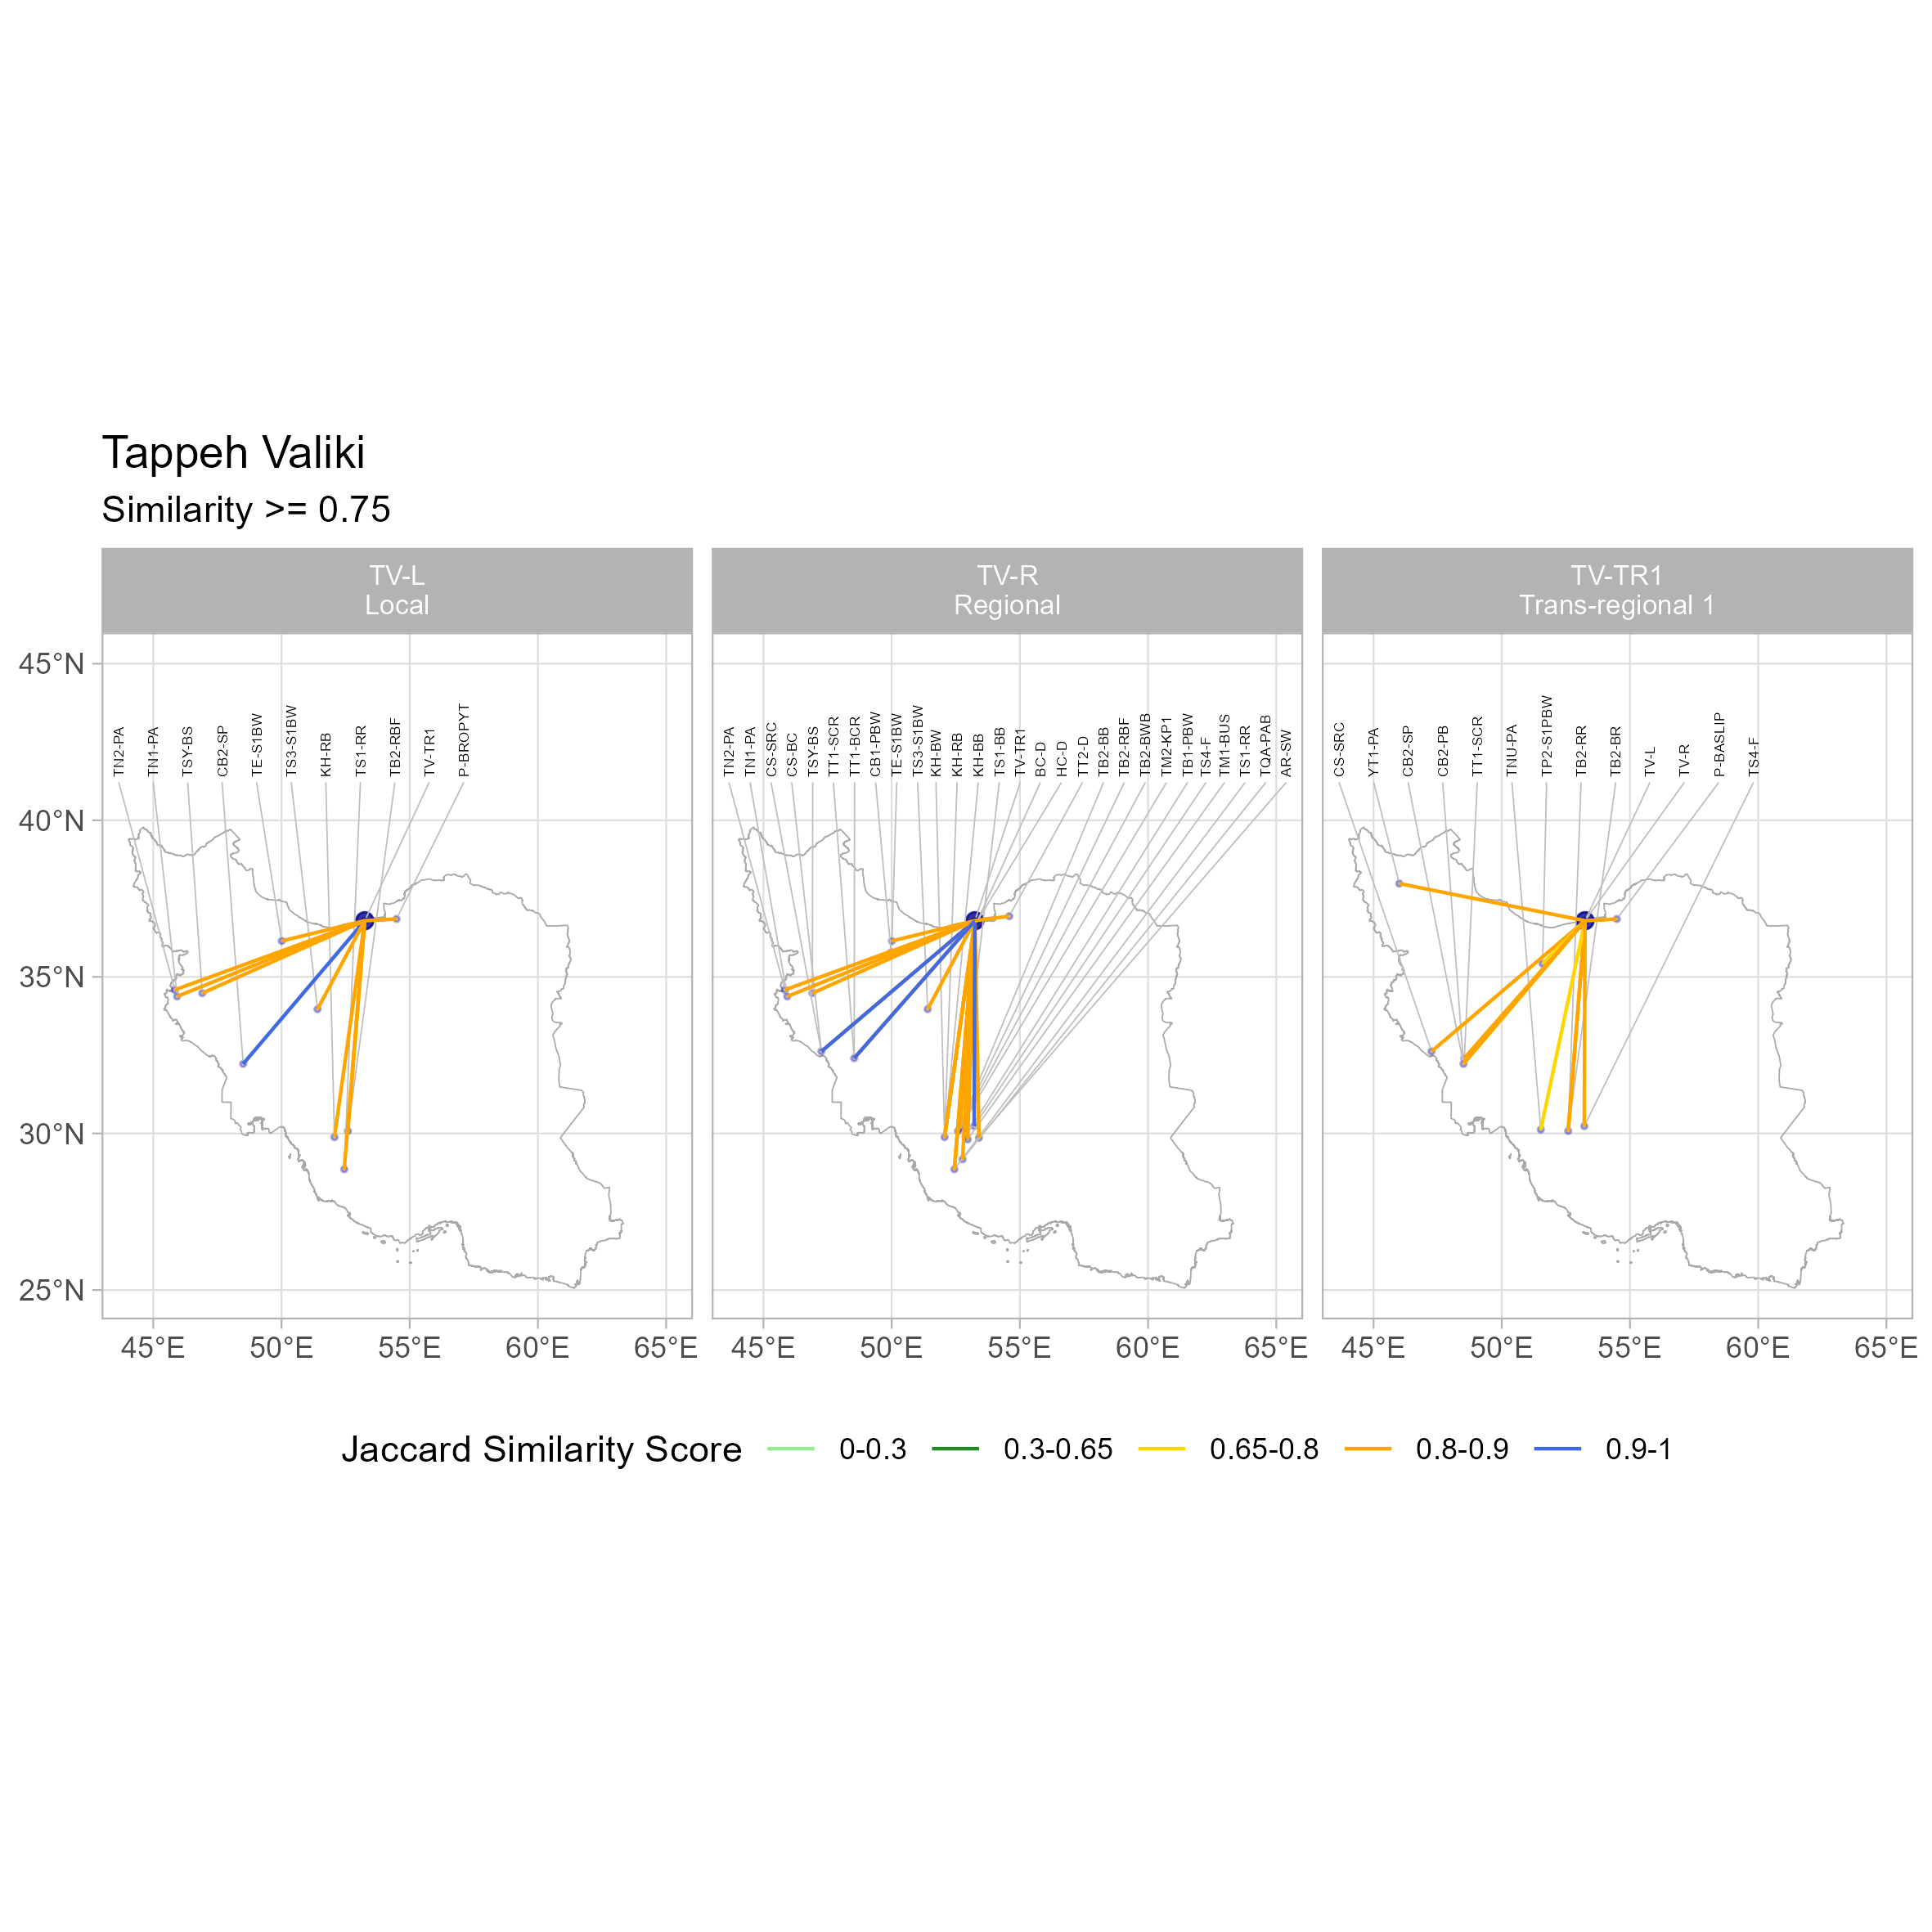 Tappeh Valiki
Similarity >= 0.75
TV-L
Local
TV-R
Regional
TV-TR1
Trans-regional 1
45°N
40°N
35°N
30°N
25°N
TN2-PA
TN1-PA
TSY-BS
CB2-SP
TE-S1BW
TS3-S1BW
KH-RB
TS1-RR
TB2-RBF
TV-TR1
P-BROPYT
TN2-PA
TN1-PA
CS-SRC
CS-BC
TSY-BS
TT1-SCR
TT1-BCR
CB1-PBW
TE-S1BW
TS3-S1BW
KH-BW
KH-RB
KH-BB
TS1-BB
TV-TR1
BC-D
HC-D
TT2-D
TB2-BB
TB2-RBF
TB2-BWB
TM2-KP1
TB1-PBW
TS4-F
TM1-BUS
TS1-RR
TQA-PAB
AR-SW
CS-SRC
YT1-PA
CB2-SP
CB2-PB
TT1-SCR
TNU-PA
TP2-S1PBW
TB2-RR
TB2-BR
TV-L
TV-R
P-BASLIP
TS4-F
45°E 50°E 55°E 60°E 65°E
45°E 50°E 55°E 60°E 65°E
45°E 50°E 55°E 60°E 65°E
Jaccard Similarity Score 0-0.3 0.3-0.65 0.65-0.8 0.8-0.9 0.9-1